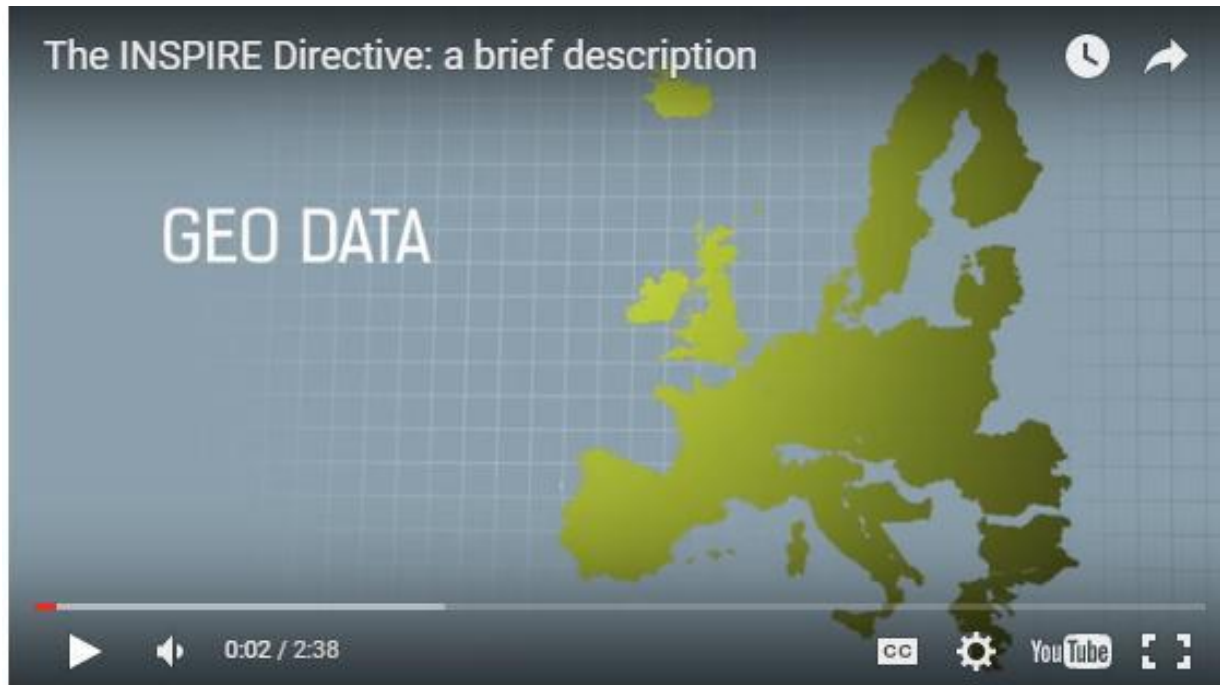 The INSPIRE Directive: a brief description
GEO DATA
0:02 / 2:38
CC
YouTube